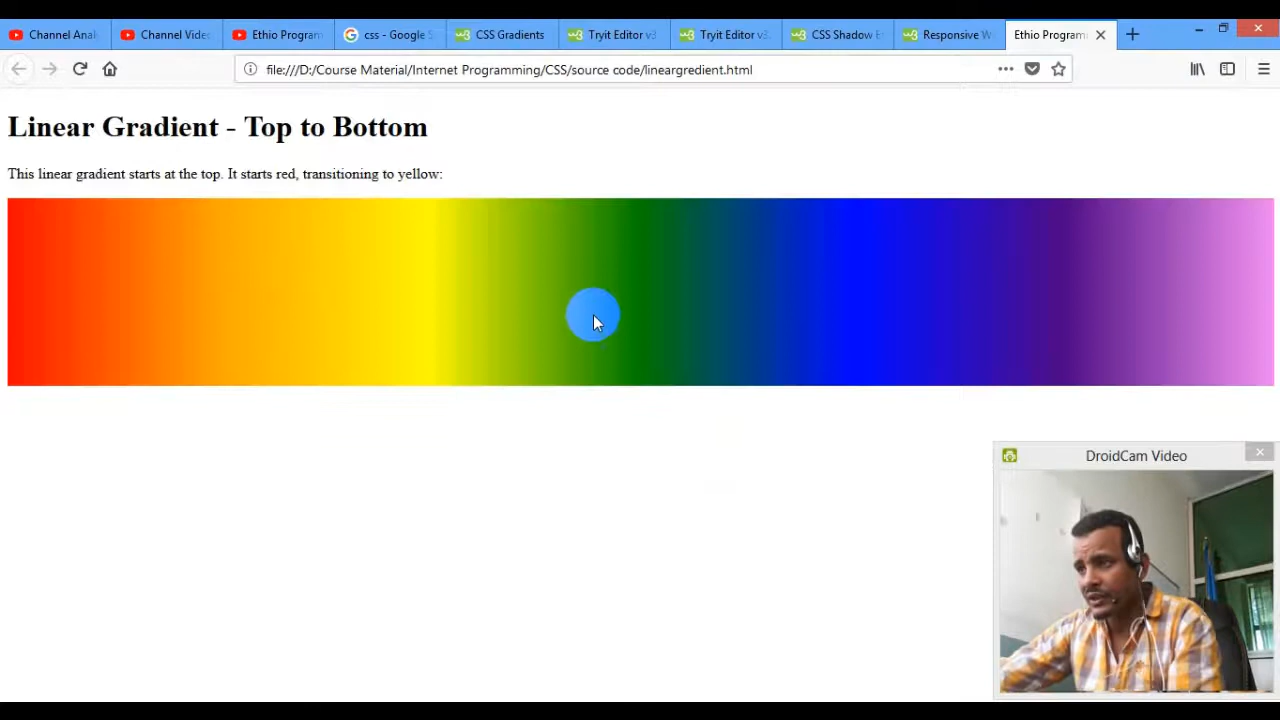 Channel Anal
Channel Video
Ethio Program
css - Google S
CSS Gradients
Tryit Editor v3
Tryit Editor v3.
CSS Shadow E
Responsive W
Ethio Program
file:///D:/Course Material/Internet Programming/CSS/source code/lineargredient.html
Linear Gradient - Top to Bottom
This linear gradient starts at the top. It starts red, transitioning to yellow:
DroidCam Video